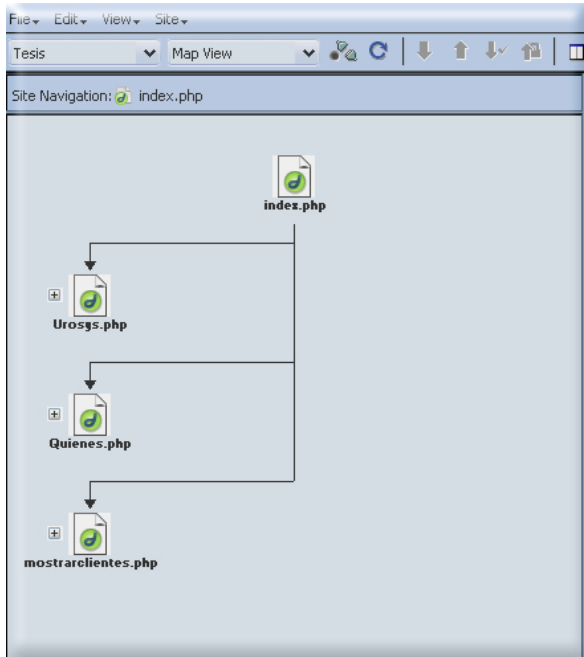 File Edit View Site
Tesis Map View
Site Navigation: index.php
index.php
Urosys.php
Quienes.php
mostrarclientes.php